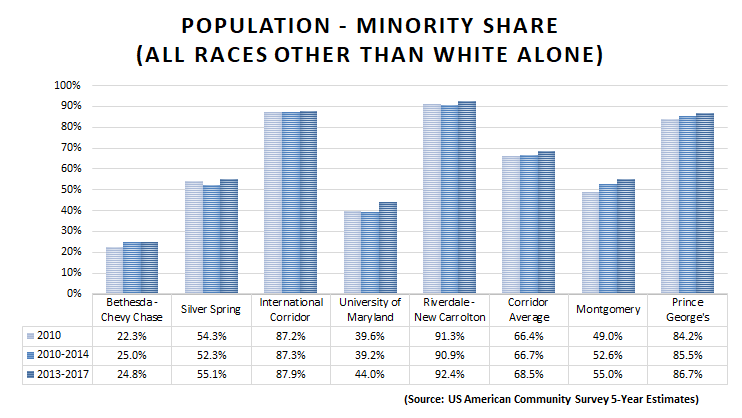 POPULATION - MINORITY SHARE
(ALL RACES OTHER THAN WHITE ALONE)
100%
90%
80%
70%
60%
50%
40%
30%
20%
10%
0%
Bethesda - Chevy Chase
Silver Spring
International Corridor
University of Maryland
Riverdale - New Carrolton
Corridor Average
Montgomery
Prince George's
2010 22.3% 54.3% 87.2% 39.6% 91.3% 66.4% 49.0% 84.2%
2010-2014 25.0% 52.3% 87.3% 39.2% 90.9% 66.7% 52.6% 85.5%
2013-2017 24.8% 55.1% 87.9% 44.0% 92.4% 68.5% 55.0% 86.7%
(Source: US American Community Survey 5-Year Estimates)